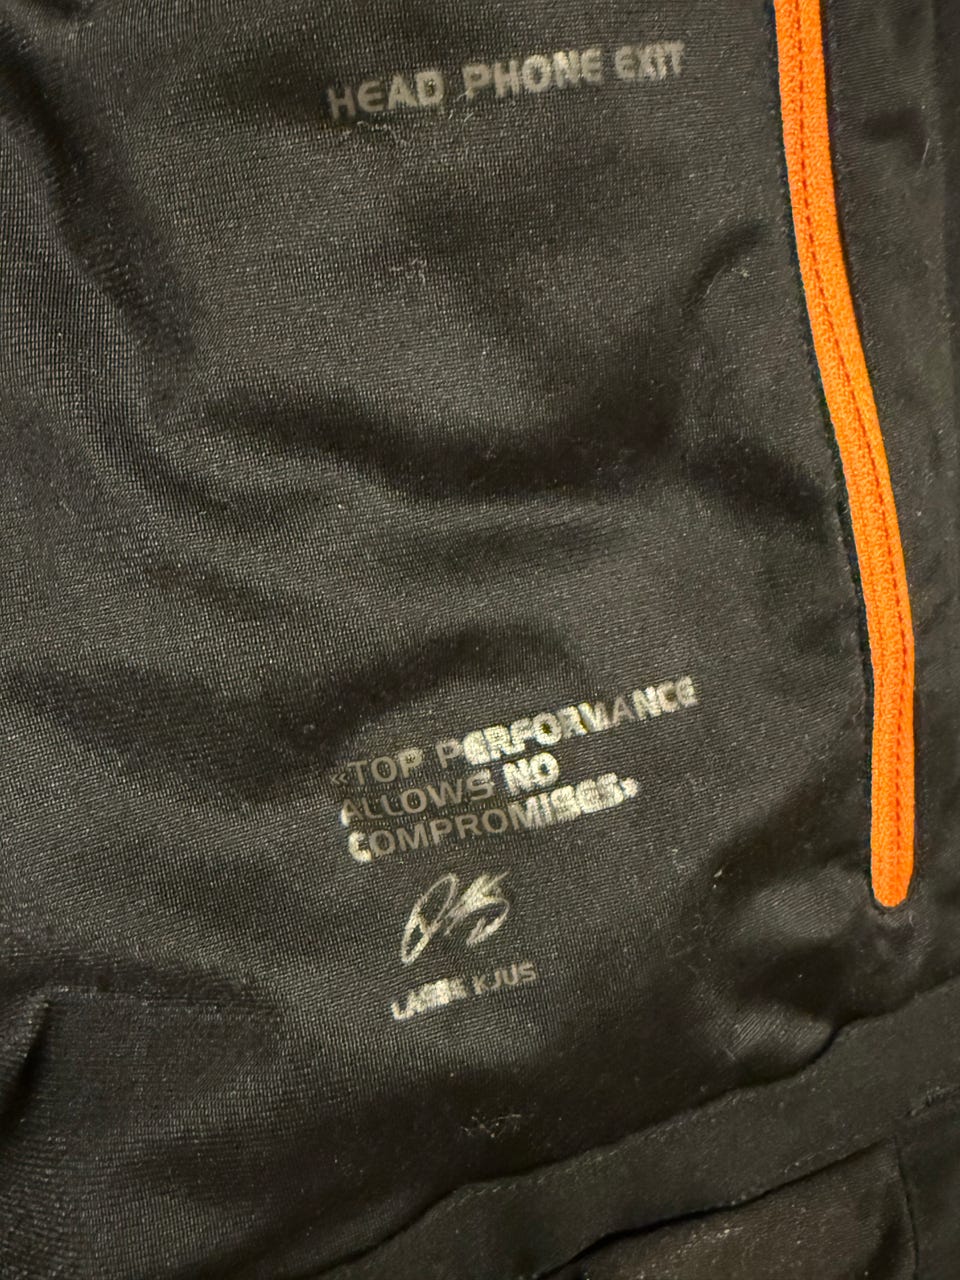 HEAD PHONE EXIT
«TOP PERFORMANCE
ALLOWS NO
COMPROMISES»
LASSE KJUS